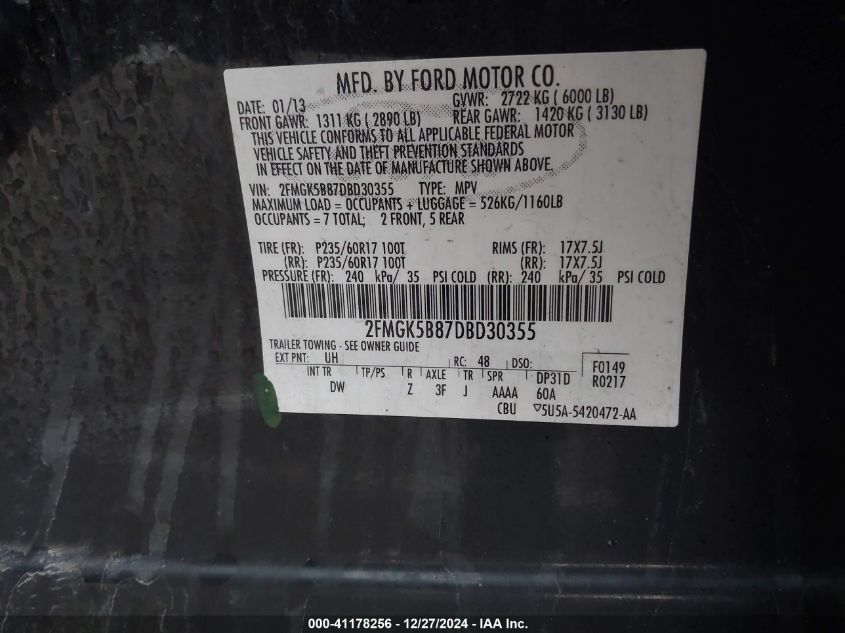 MFD. BY FORD MOTOR CO.
DATE: 01/13 GVWR: 2722 KG ( 6000 LB)
FRONT GAWR: 1311 KG ( 2890 LB) REAR GAWR: 1420 KG ( 3130 LB)
THIS VEHICLE CONFORMS TO ALL APPLICABLE FEDERAL MOTOR
VEHICLE SAFETY AND THEFT PREVENTION STANDARDS
IN EFFECT ON THE DATE OF MANUFACTURE SHOWN ABOVE.
VIN: 2FMGK5B87DBD30355 TYPE: MPV
MAXIMUM LOAD = OCCUPANTS + LUGGAGE = 526KG/1160LB
OCCUPANTS = 7 TOTAL; 2 FRONT, 5 REAR
TIRE (FR): P235/60R17 100T RIMS (FR): 17X7.5J
(RR): P235/60R17 100T (RR): 17X7.5J
PRESSURE (FR): 240 kPa/ 35 PSI COLD (RR): 240 kPa/ 35 PSI COLD
2FMGK5B87DBD30355
TRAILER TOWING - SEE OWNER GUIDE
EXT PNT: UH RC: 48 DSO: F0149
INT TR TP/PS R AXLE TR SPR DP31D R0217
DW Z 3F J AAAA 60A
CBU ▽5U5A-5420472-AA
000-41178256 - 12/27/2024 - IAA Inc.